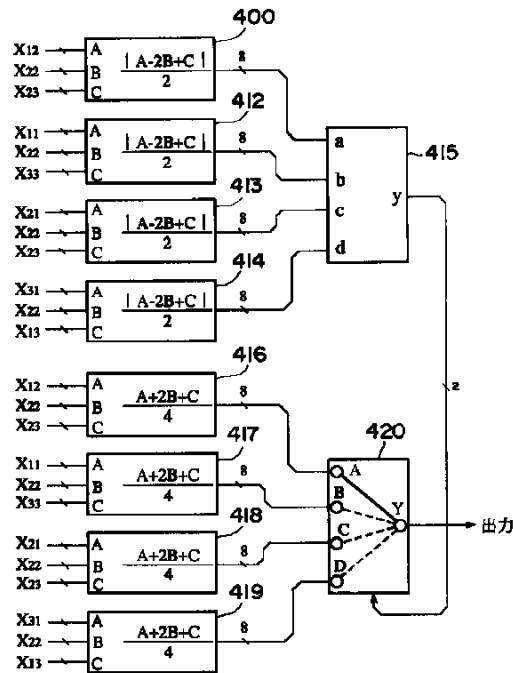 400
X12 A
X22 B | A-2B+C | 8
X23 C 2
412
X11 A
X22 B | A-2B+C | 8
X33 C 2
413
X21 A
X22 B | A-2B+C | 8
X23 C 2
414
X31 A
X22 B | A-2B+C | 8
X13 C 2
a
b
c
d
y
415
2
416
X12 A
X22 B A+2B+C 8
X23 C 4
417
X11 A
X22 B A+2B+C 8
X33 C 4
418
X21 A
X22 B A+2B+C 8
X23 C 4
419
X31 A
X22 B A+2B+C 8
X13 C 4
420
A
B
C
D
Y
出力